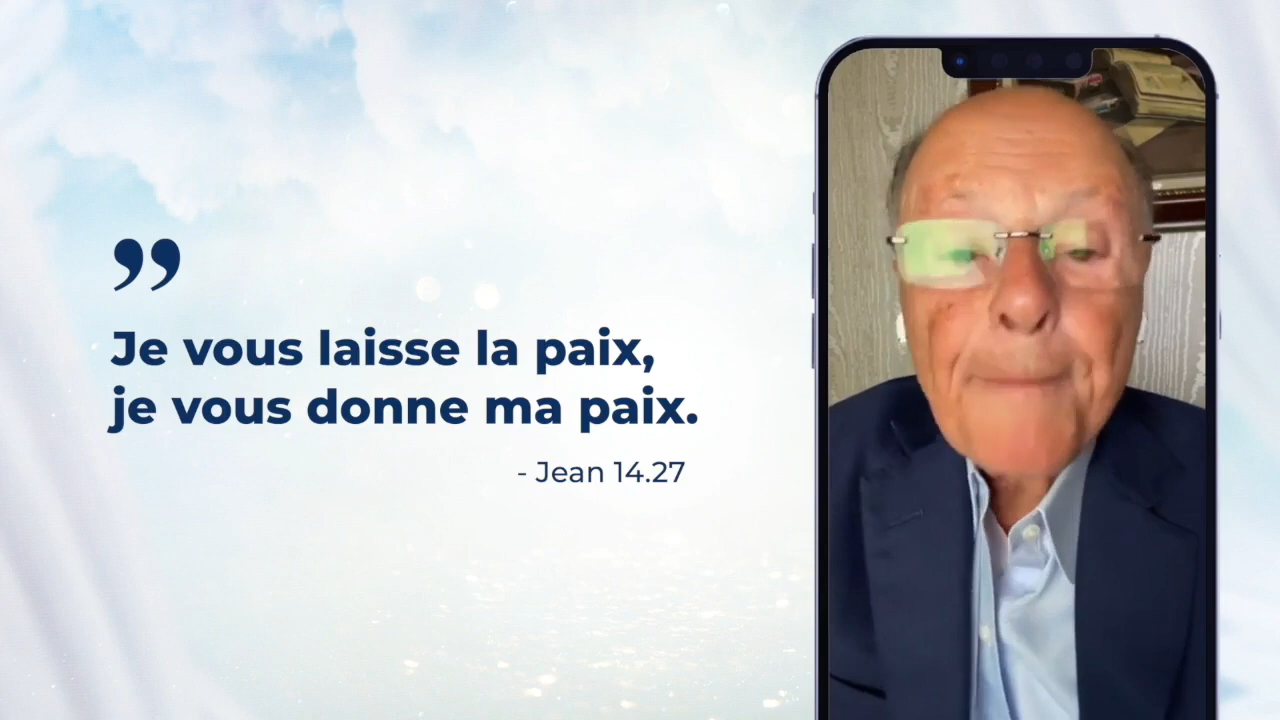 ”
Je vous laisse la paix,
je vous donne ma paix.
- Jean 14.27